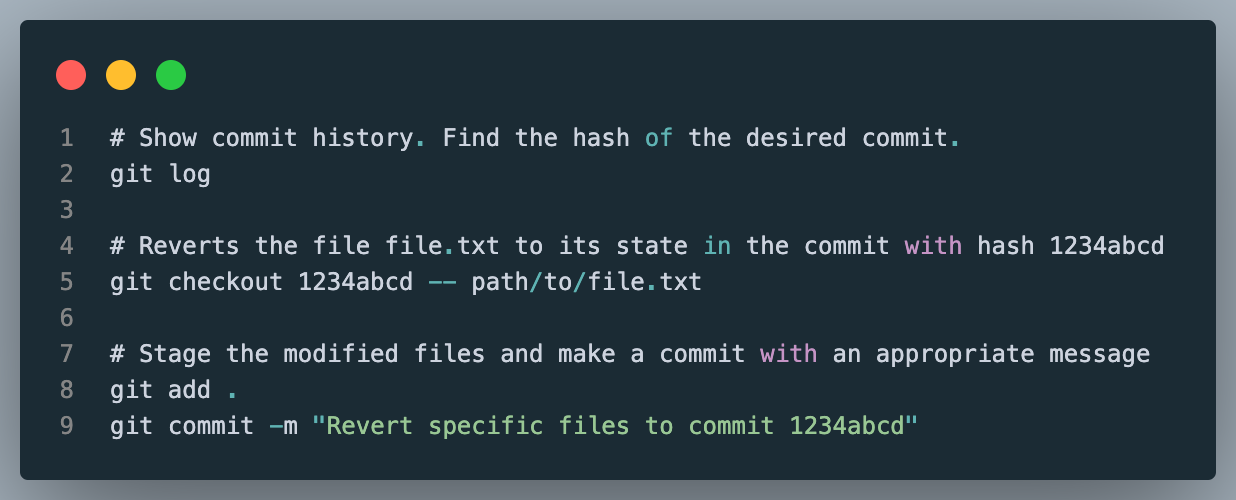 1 # Show commit history. Find the hash of the desired commit.
2 git log
3
4 # Reverts the file file.txt to its state in the commit with hash 1234abcd
5 git checkout 1234abcd -- path/to/file.txt
6
7 # Stage the modified files and make a commit with an appropriate message
8 git add .
9 git commit -m "Revert specific files to commit 1234abcd"